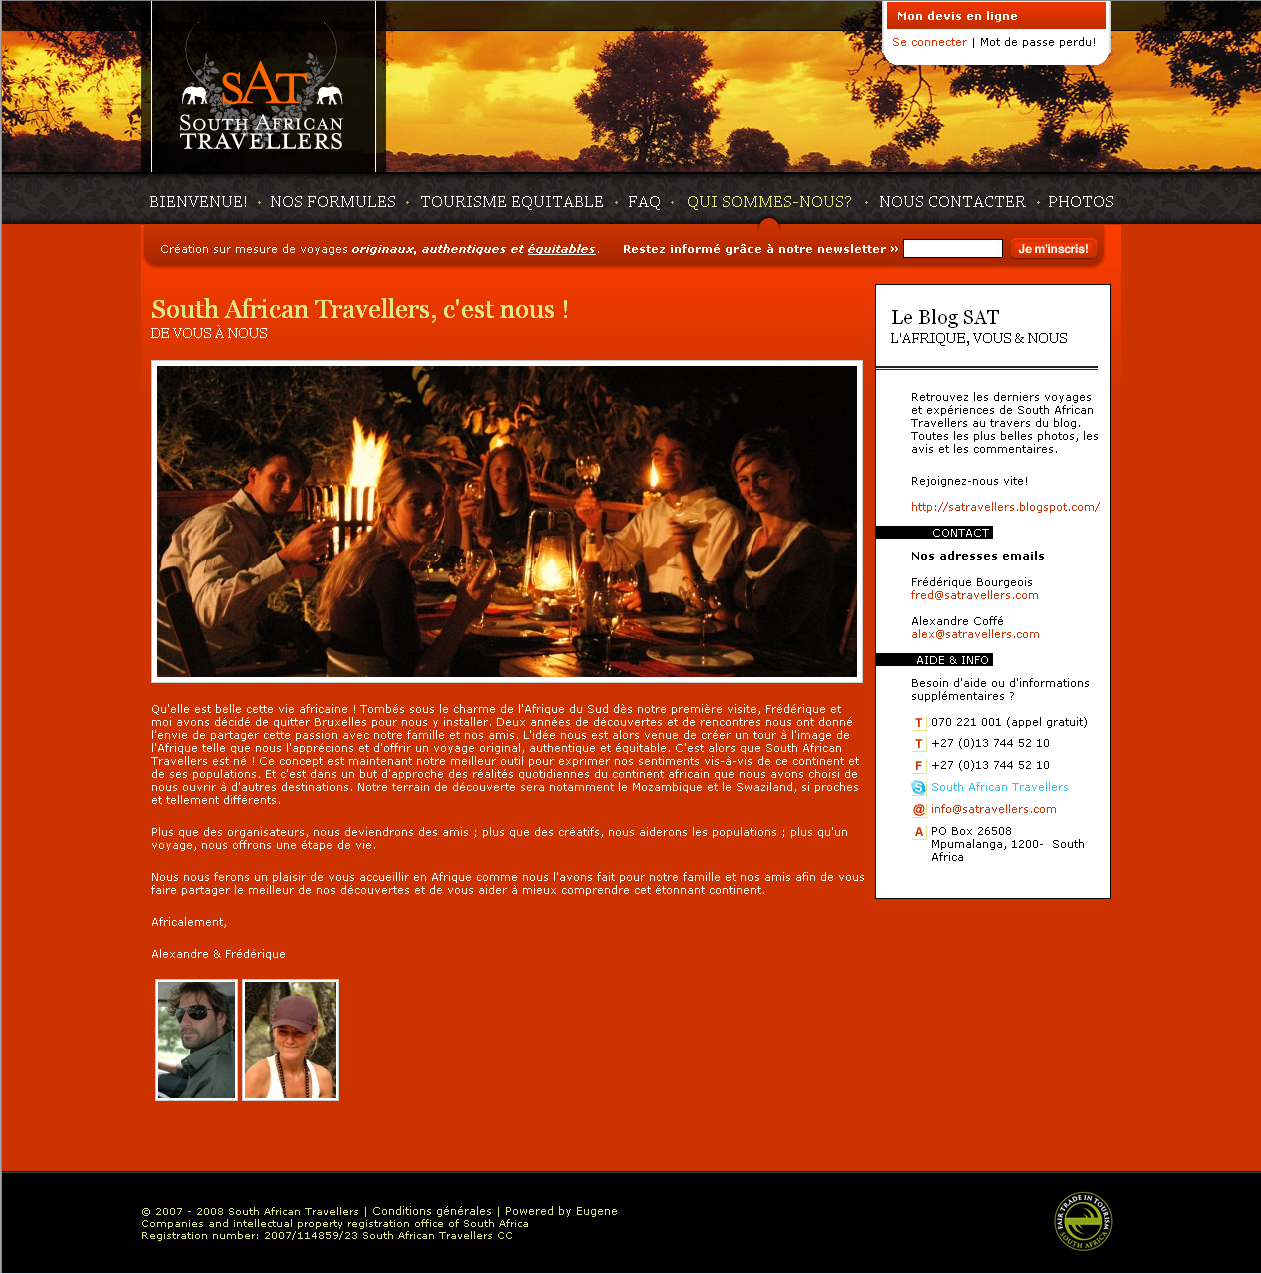 Mon devis en ligne
Se connecter | Mot de passe perdu!
SAT
SOUTH AFRICAN
TRAVELLERS
BIENVENUE! NOS FORMULES TOURISME EQUITABLE FAQ QUI SOMMES-NOUS? NOUS CONTACTER PHOTOS
Création sur mesure de voyages originaux, authentiques et équitables. Restez informé grâce à notre newsletter » Je m'inscris!
South African Travellers, c'est nous !
DE VOUS À NOUS
Qu'elle est belle cette vie africaine ! Tombés sous le charme de l'Afrique du Sud dès notre première visite, Frédérique et
moi avons décidé de quitter Bruxelles pour nous y installer. Deux années de découvertes et de rencontres nous ont donné
l'envie de partager cette passion avec notre famille et nos amis. L'idée nous est alors venue de créer un tour à l'image de
l'Afrique telle que nous l'apprécions et d'offrir un voyage original, authentique et équitable. C'est alors que South African
Travellers est né ! Ce concept est maintenant notre meilleur outil pour exprimer nos sentiments vis-à-vis de ce continent et
de ses populations. Et c'est dans un but d'approche des réalités quotidiennes du continent africain que nous avons choisi de
nous ouvrir à d'autres destinations. Notre terrain de découverte sera notamment le Mozambique et le Swaziland, si proches
et tellement différents.
Plus que des organisateurs, nous deviendrons des amis ; plus que des créatifs, nous aiderons les populations ; plus qu'un
voyage, nous offrons une étape de vie.
Nous nous ferons un plaisir de vous accueillir en Afrique comme nous l'avons fait pour notre famille et nos amis afin de vous
faire partager le meilleur de nos découvertes et de vous aider à mieux comprendre cet étonnant continent.
Africalement,
Alexandre & Frédérique
Le Blog SAT
L'AFRIQUE, VOUS & NOUS
Retrouvez les derniers voyages
et expériences de South African
Travellers au travers du blog.
Toutes les plus belles photos, les
avis et les commentaires.
Rejoignez-nous vite!
http://satravellers.blogspot.com/
CONTACT
Nos adresses emails
Frédérique Bourgeois
fred@satravellers.com
Alexandre Coffé
alex@satravellers.com
AIDE & INFO
Besoin d'aide ou d'informations
supplémentaires ?
T 070 221 001 (appel gratuit)
T +27 (0)13 744 52 10
F +27 (0)13 744 52 10
S South African Travellers
@ info@satravellers.com
A PO Box 26508
Mpumalanga, 1200- South
Africa
© 2007 - 2008 South African Travellers | Conditions générales | Powered by Eugene
Companies and intellectual property registration office of South Africa
Registration number: 2007/114859/23 South African Travellers CC
FAIR TRADE IN TOURISM
SOUTH AFRICA